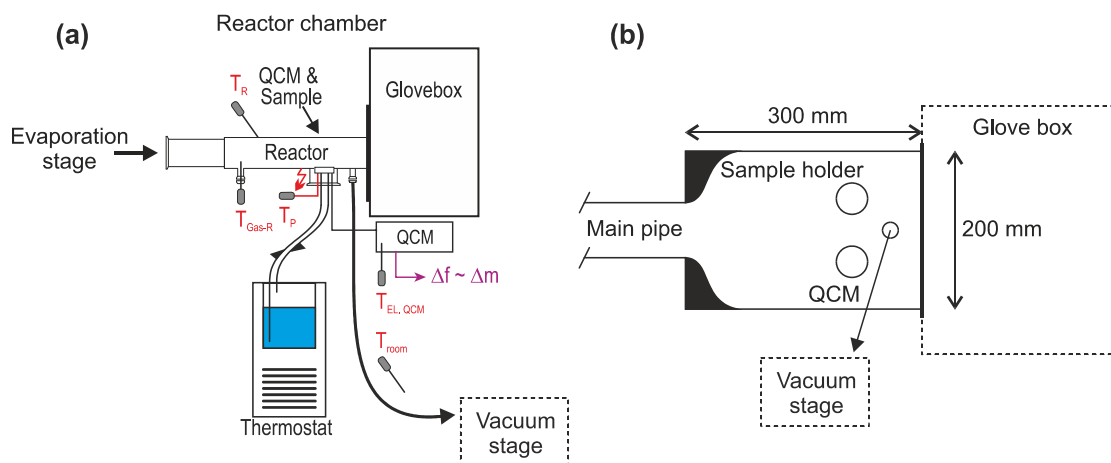 (a)
Reactor chamber
T_R
QCM &
Sample
Glovebox
Evaporation
stage
Reactor
T_Gas-R
T_P
QCM
Δf ~ Δm
T_EL, QCM
T_room
Thermostat
Vacuum
stage
(b)
300 mm
Glove box
Sample holder
Main pipe
200 mm
QCM
Vacuum
stage